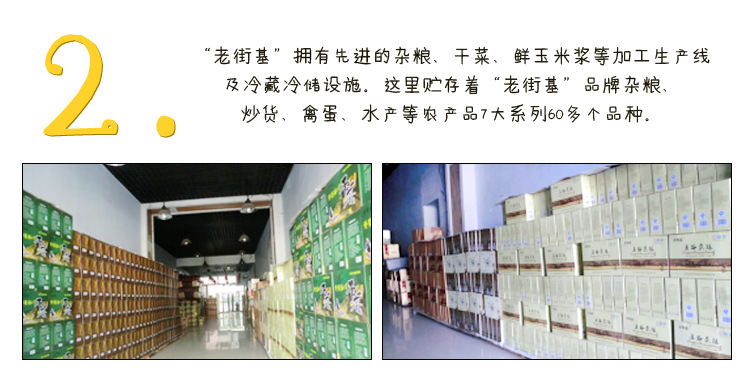 2.
“老街基”拥有先进的杂粮、干菜、鲜玉米浆等加工生产线
及冷藏冷储设施。这里贮存着“老街基”品牌杂粮、
炒货、禽蛋、水产等农产品7大系列60多个品种。